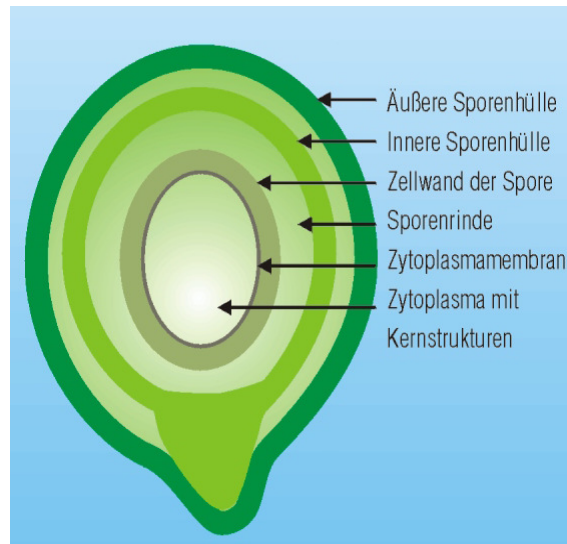 Äußere Sporenhülle
Innere Sporenhülle
Zellwand der Spore
Sporenrinde
Zytoplasmamembran
Zytoplasma mit
Kernstrukturen